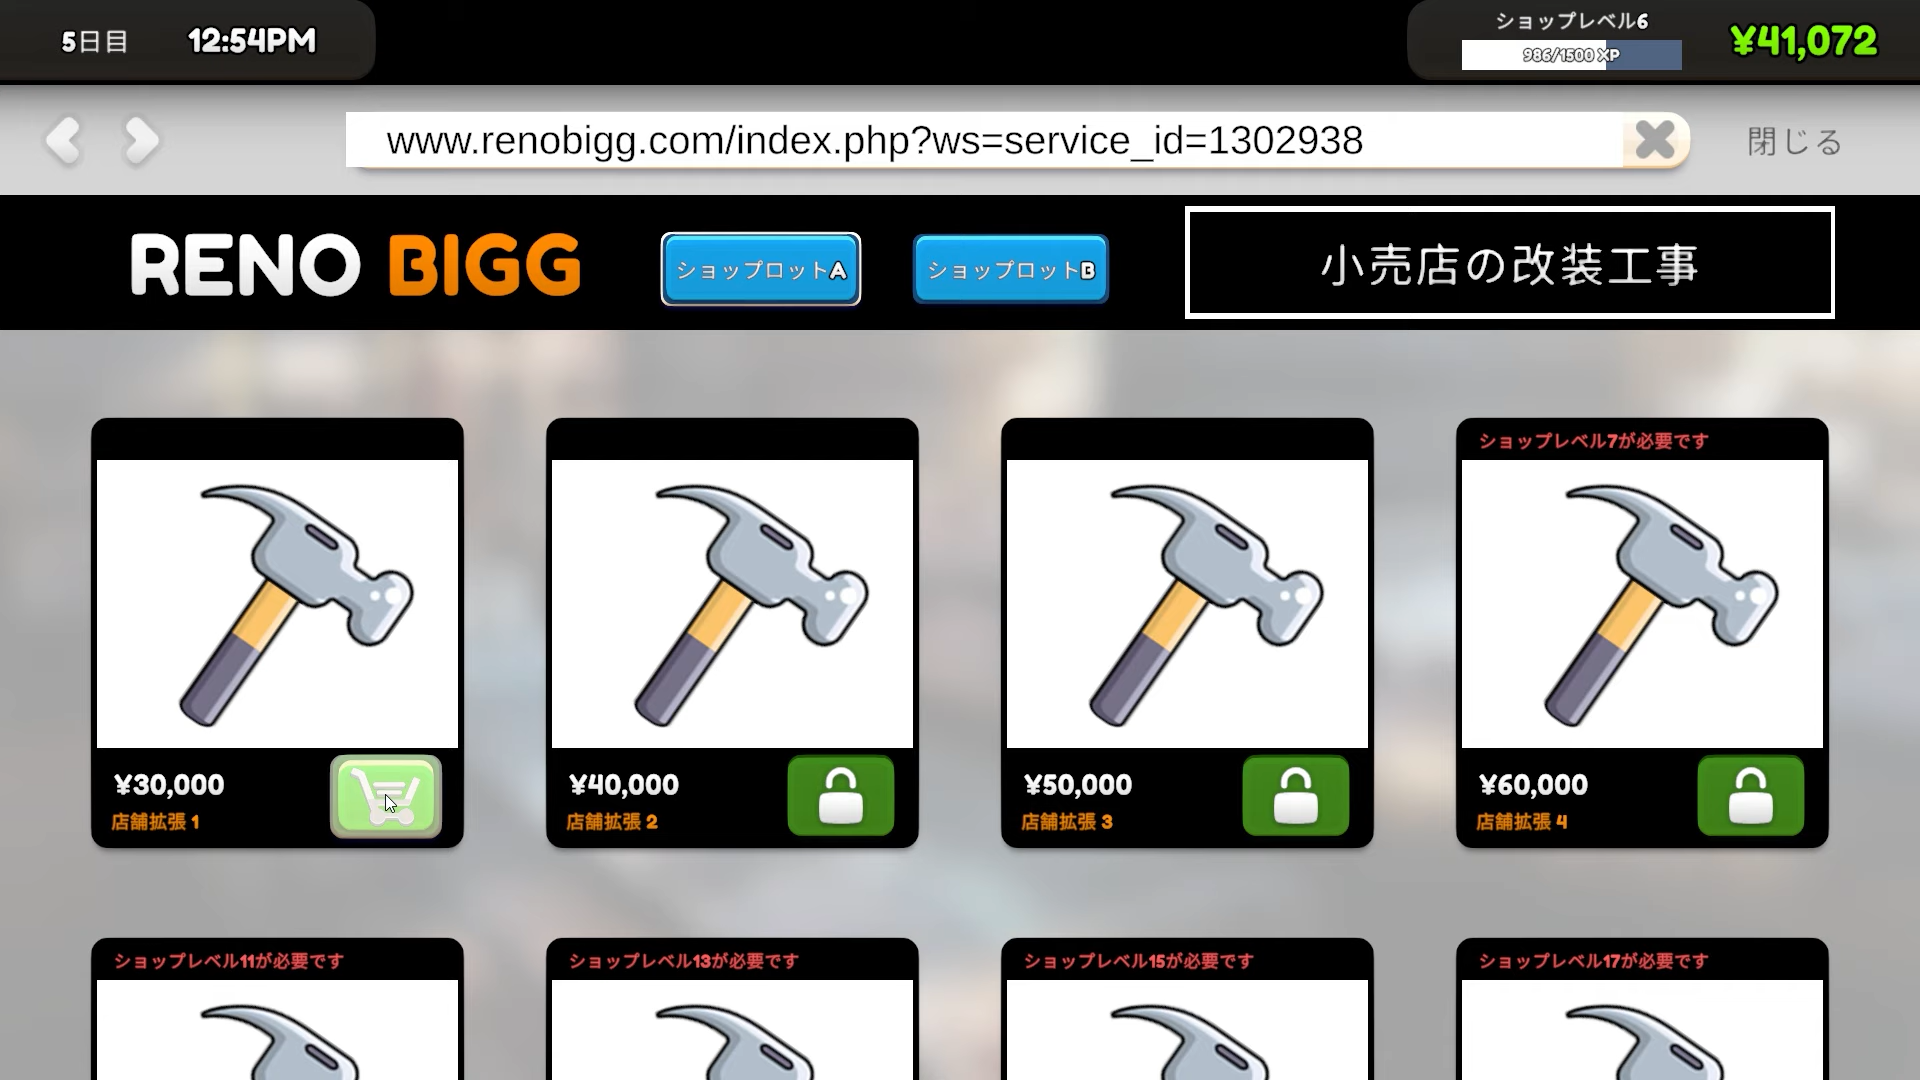 5日目
12:54PM
ショップレベル6
986/1500 XP
¥41,072
www.renobigg.com/index.php?ws=service_id=1302938
閉じる
RENO BIGG
ショップロットA
ショップロットB
小売店の改装工事
ショップレベル7が必要です
¥30,000
店舗拡張 1
¥40,000
店舗拡張 2
¥50,000
店舗拡張 3
¥60,000
店舗拡張 4
ショップレベル11が必要です
ショップレベル13が必要です
ショップレベル15が必要です
ショップレベル17が必要です